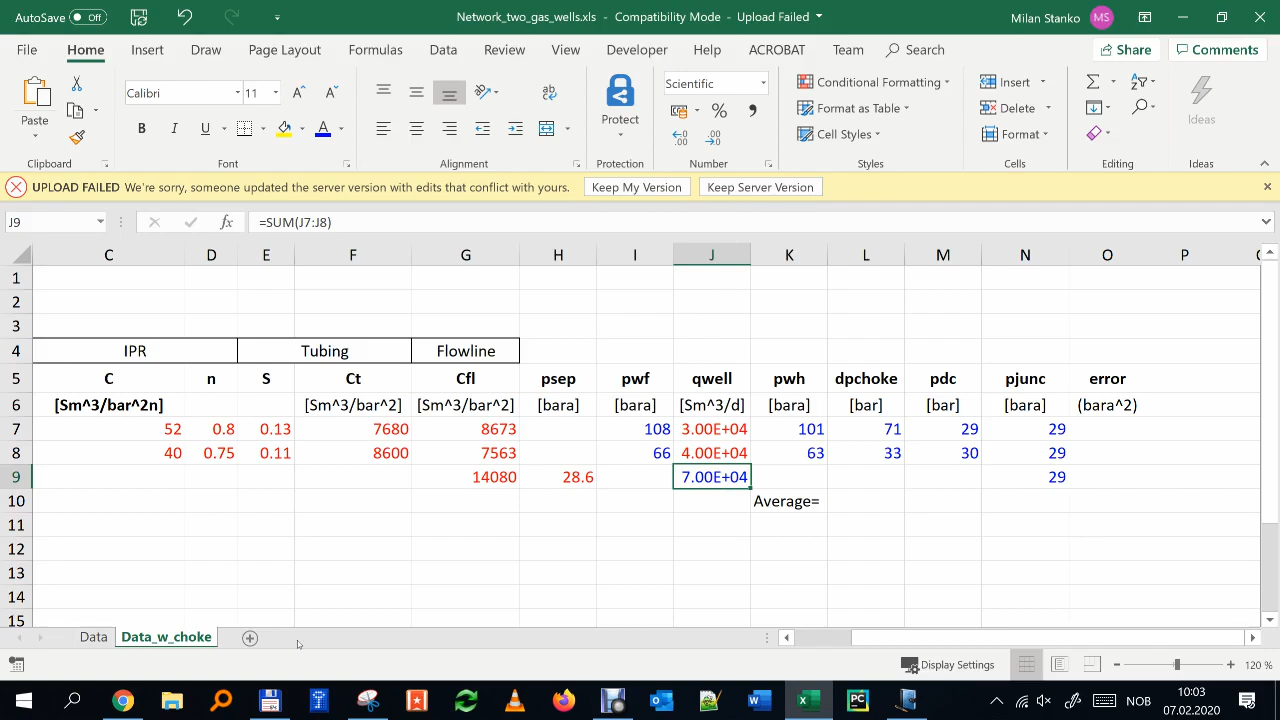 AutoSave Off Network_two_gas_wells.xls - Compatibility Mode - Upload Failed Milan Stanko MS
File Home Insert Draw Page Layout Formulas Data Review View Developer Help ACROBAT Team Search Share Comments
Paste Calibri 11 Protect Scientific Conditional Formatting Insert Ideas
B I U A % Format as Table Delete
Cell Styles Format
Clipboard Font Alignment Protection Number Styles Cells Editing Ideas
UPLOAD FAILED We're sorry, someone updated the server version with edits that conflict with yours. Keep My Version Keep Server Version
J9 fx =SUM(J7:J8)
C D E F G H I J K L M N O P
1
2
3
4 IPR Tubing Flowline
5 C n S Ct Cfl psep pwf qwell pwh dpchoke pdc pjunc error
6 [Sm^3/bar^2n] [Sm^3/bar^2] [Sm^3/bar^2] [bara] [bara] [Sm^3/d] [bara] [bar] [bar] [bara] (bara^2)
7 52 0.8 0.13 7680 8673 108 3.00E+04 101 71 29 29
8 40 0.75 0.11 8600 7563 66 4.00E+04 63 33 30 29
9 14080 28.6 7.00E+04 29
10 Average=
11
12
13
14
15
Data Data_w_choke
Display Settings 120 %
NOB 10:03
07.02.2020